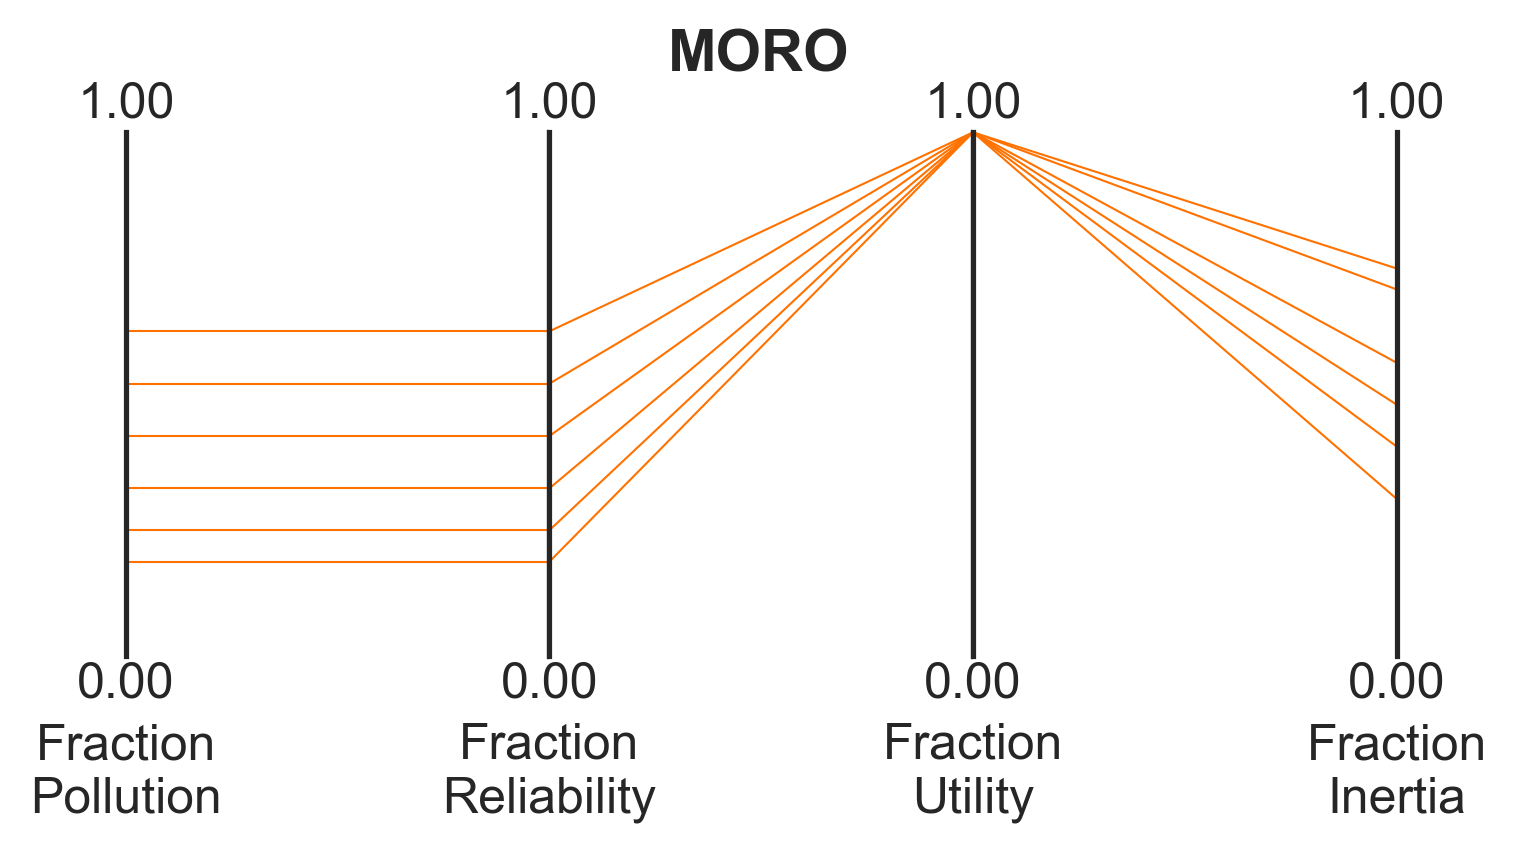 MORO
1.00 1.00 1.00 1.00
0.00 0.00 0.00 0.00
Fraction Fraction Fraction Fraction
Pollution Reliability Utility Inertia